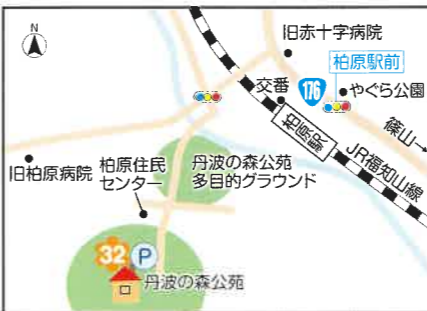 N
旧赤十字病院
柏原駅前
176
交番
やぐら公園
柏原駅
篠山
JR福知山線
旧柏原病院
柏原住民
センター
丹波の森公苑
多目的グラウンド
32
P
丹波の森公苑